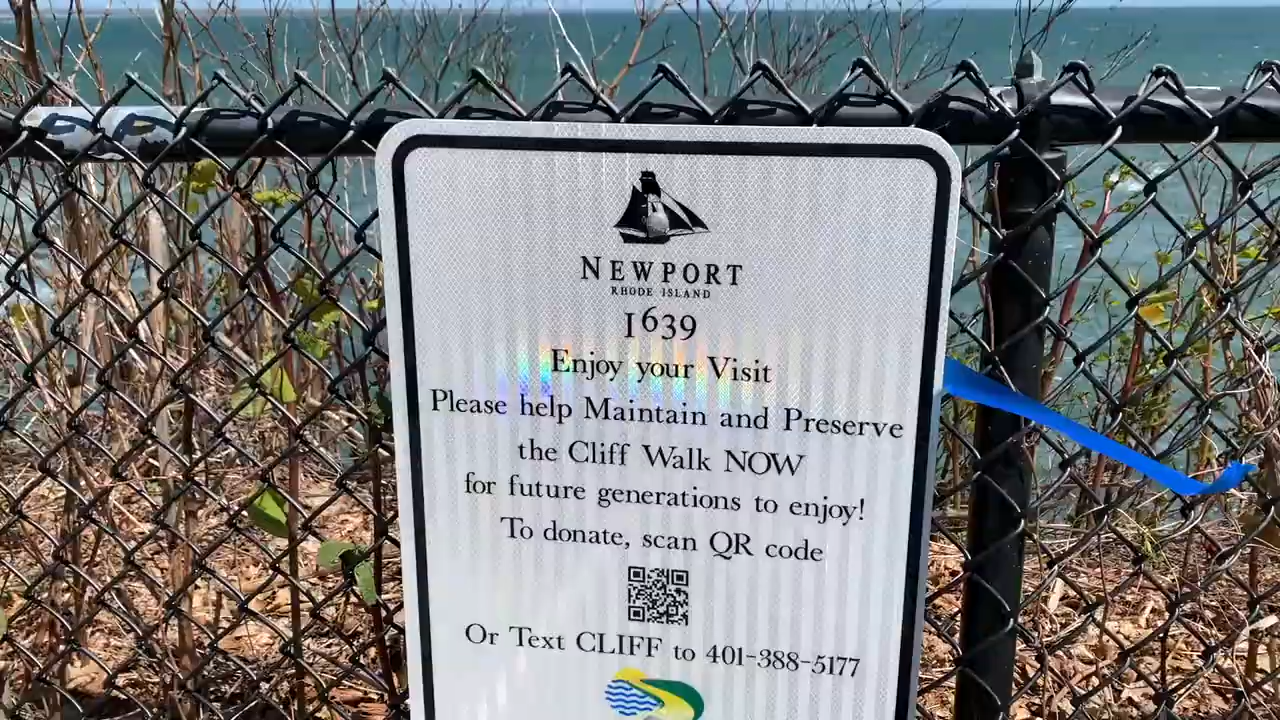 NEWPORT
RHODE ISLAND
1639
Enjoy your Visit
Please help Maintain and Preserve
the Cliff Walk NOW
for future generations to enjoy!
To donate, scan QR code
Or Text CLIFF to 401-388-5177